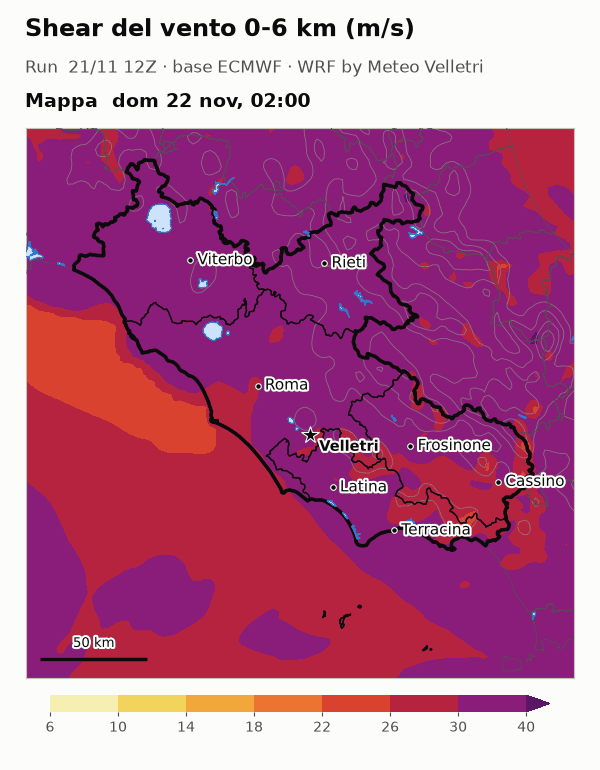 Shear del vento 0-6 km (m/s)
Run  21/11 12Z · base ECMWF · WRF by Meteo Velletri
Mappa  dom 22 nov, 02:00
Viterbo
Rieti
Roma
Velletri
Frosinone
Cassino
Latina
Terracina
50 km
6 10 14 18 22 26 30 40